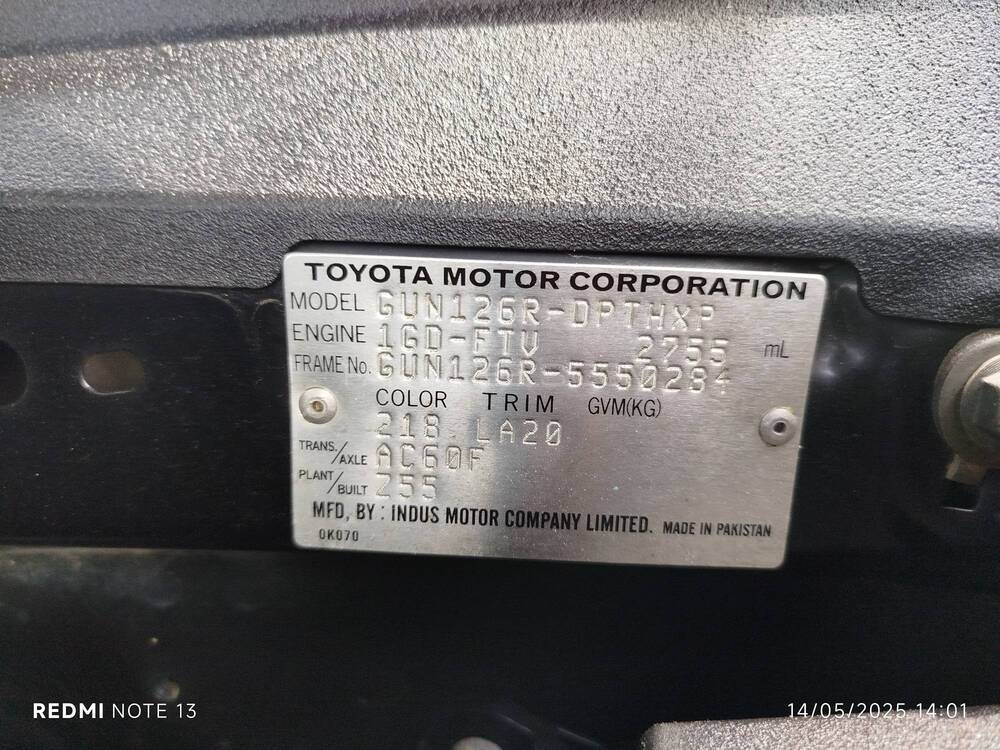 TOYOTA MOTOR CORPORATION
MODEL GUN126R-DPTHXP
ENGINE 1GD-FTV 2755 mL
FRAME No. GUN126R-5550284
COLOR TRIM GVM(KG)
218 LA20
TRANS./AXLE AC60F
PLANT/BUILT Z55
MFD, BY : INDUS MOTOR COMPANY LIMITED. MADE IN PAKISTAN
0K070
REDMI NOTE 13
14/05/2025 14:01